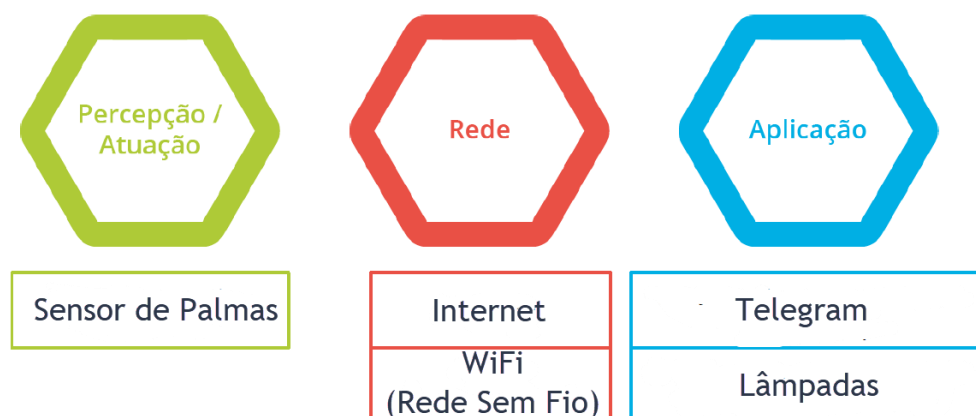 Percepção /
Atuação
Rede
Aplicação
Sensor de Palmas
Internet
Telegram
WiFi
(Rede Sem Fio)
Lâmpadas